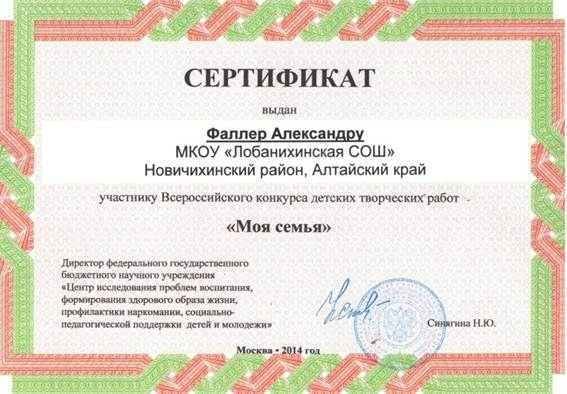 СЕРТИФИКАТ
выдан
Фаллер Александру
МКОУ «Лобанихинская СОШ»
Новичихинский район, Алтайский край
участнику Всероссийского конкурса детских творческих работ
«Моя семья»
Директор федерального государственного
бюджетного научного учреждения
«Центр исследования проблем воспитания,
формирования здорового образа жизни,
профилактики наркомании, социально-
педагогической поддержки детей и молодежи»
Синягина Н.Ю.
Москва • 2014 год